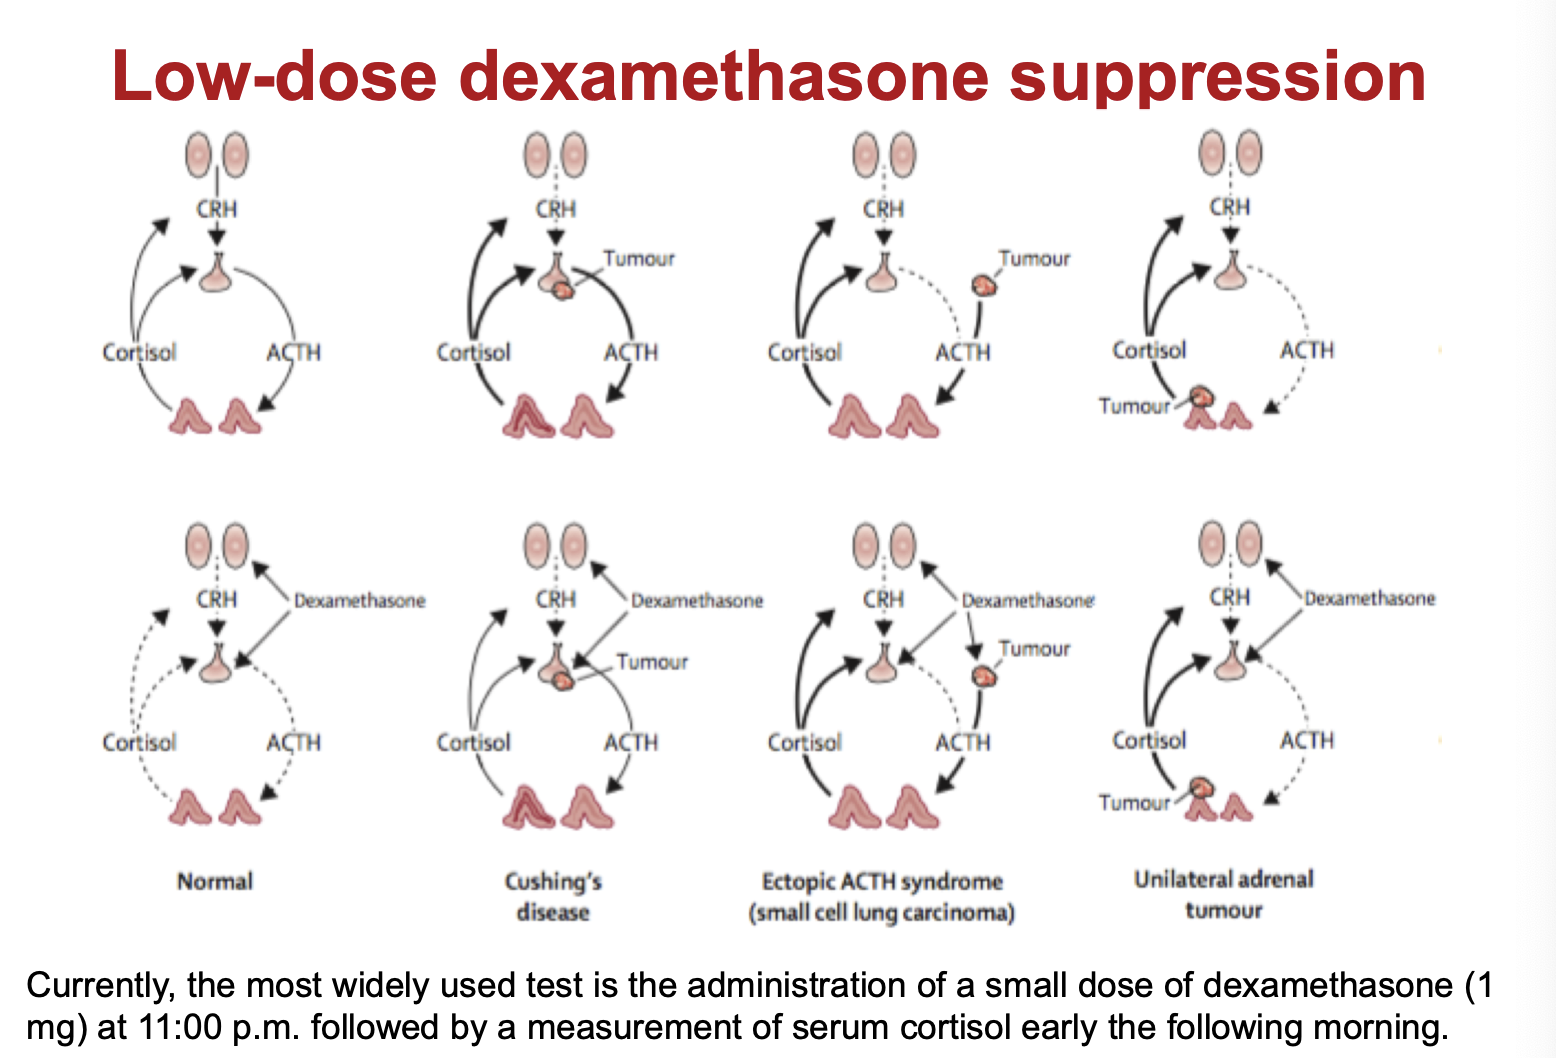 Low-dose dexamethasone suppression
CRH
Cortisol
ACTH
CRH
Tumour
Cortisol
ACTH
CRH
Tumour
Cortisol
ACTH
CRH
Cortisol
ACTH
Tumour
CRH
Dexamethasone
Cortisol
ACTH
CRH
Dexamethasone
Tumour
Cortisol
ACTH
CRH
Dexamethasone
Tumour
Cortisol
ACTH
CRH
Dexamethasone
Cortisol
ACTH
Tumour
Normal
Cushing's
disease
Ectopic ACTH syndrome
(small cell lung carcinoma)
Unilateral adrenal
tumour
Currently, the most widely used test is the administration of a small dose of dexamethasone (1
mg) at 11:00 p.m. followed by a measurement of serum cortisol early the following morning.